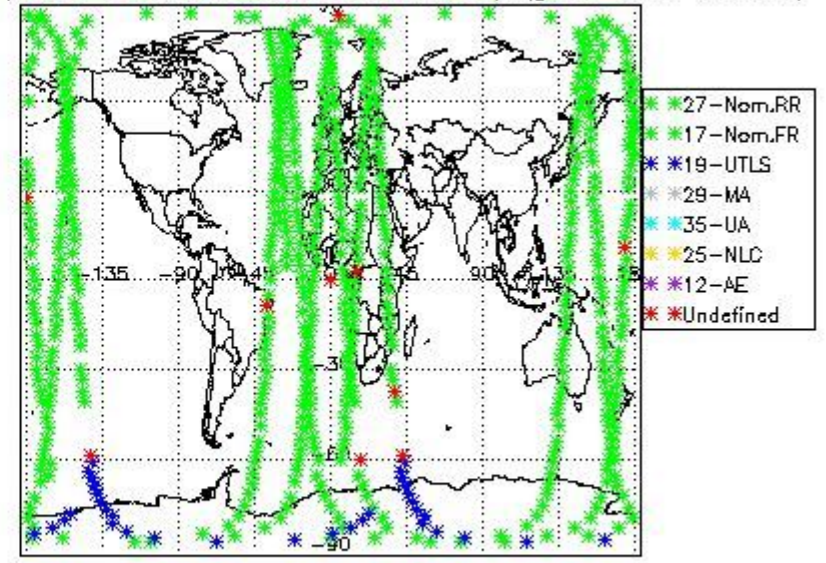 -135 -90 -45 45 90 135
-30
-60
-90
27-Nom.RR
17-Nom.FR
19-UTLS
29-MA
35-UA
25-NLC
12-AE
Undefined